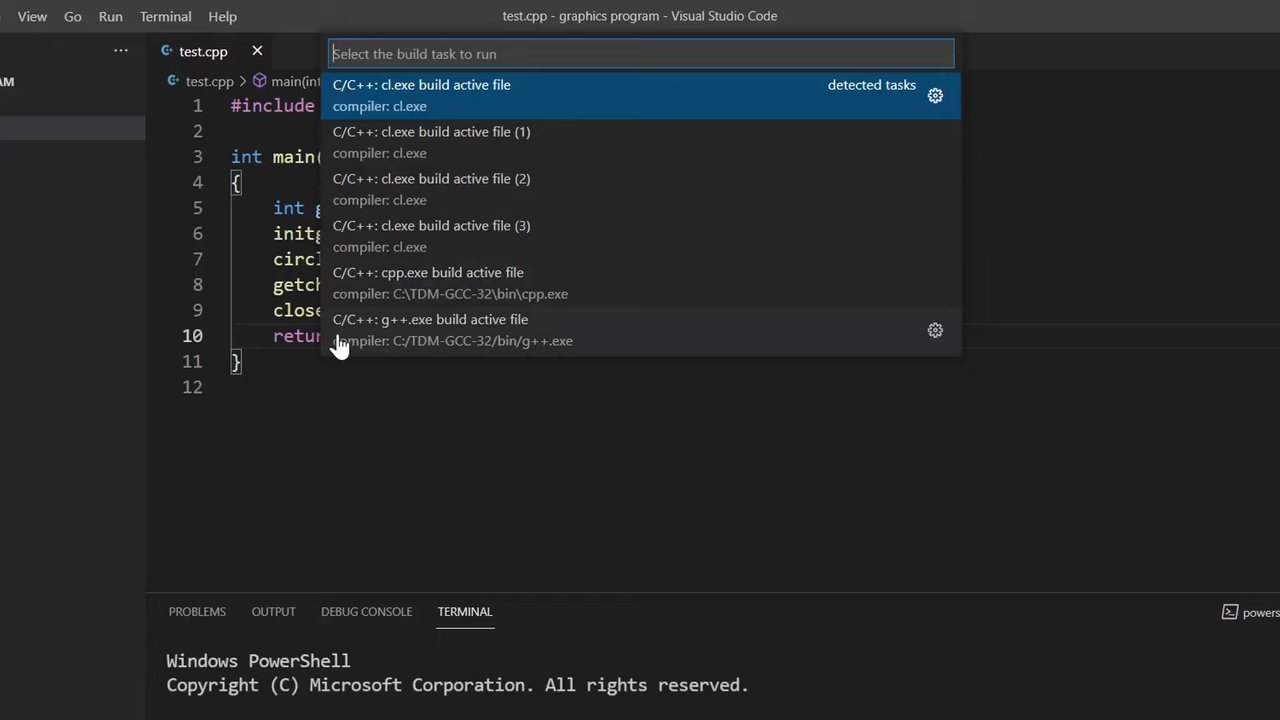 View Go Run Terminal Help test.cpp - graphics program - Visual Studio Code
··· test.cpp
AM
test.cpp > main(int
Select the build task to run
C/C++: cl.exe build active file detected tasks
compiler: cl.exe
C/C++: cl.exe build active file (1)
compiler: cl.exe
C/C++: cl.exe build active file (2)
compiler: cl.exe
C/C++: cl.exe build active file (3)
compiler: cl.exe
C/C++: cpp.exe build active file
compiler: C:\TDM-GCC-32\bin\cpp.exe
C/C++: g++.exe build active file
compiler: C:/TDM-GCC-32/bin/g++.exe
1 #include
2
3 int main(
4 {
5 int g
6 initg
7 circl
8 getch
9 close
10 retur
11 }
12
PROBLEMS OUTPUT DEBUG CONSOLE TERMINAL powers
Windows PowerShell
Copyright (C) Microsoft Corporation. All rights reserved.